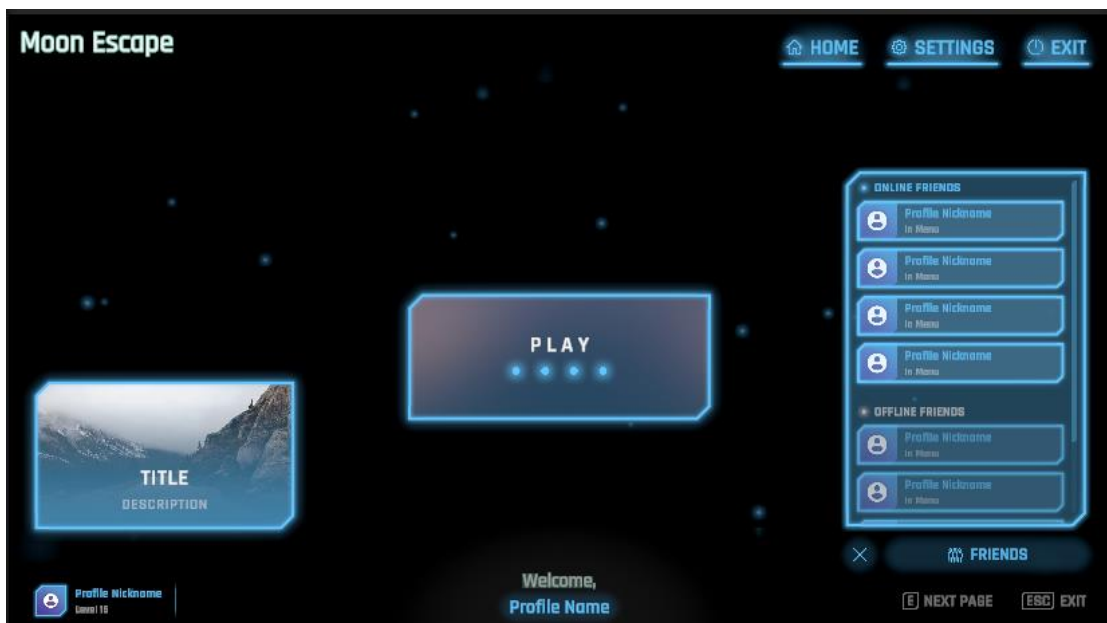 Moon Escape
HOME
SETTINGS
EXIT
ONLINE FRIENDS
Profile Nickname
In Menu
Profile Nickname
In Menu
Profile Nickname
In Menu
Profile Nickname
In Menu
OFFLINE FRIENDS
Profile Nickname
In Menu
Profile Nickname
In Menu
PLAY
TITLE
DESCRIPTION
FRIENDS
Welcome,
Profile Name
Profile Nickname
Level 15
E NEXT PAGE
ESC EXIT